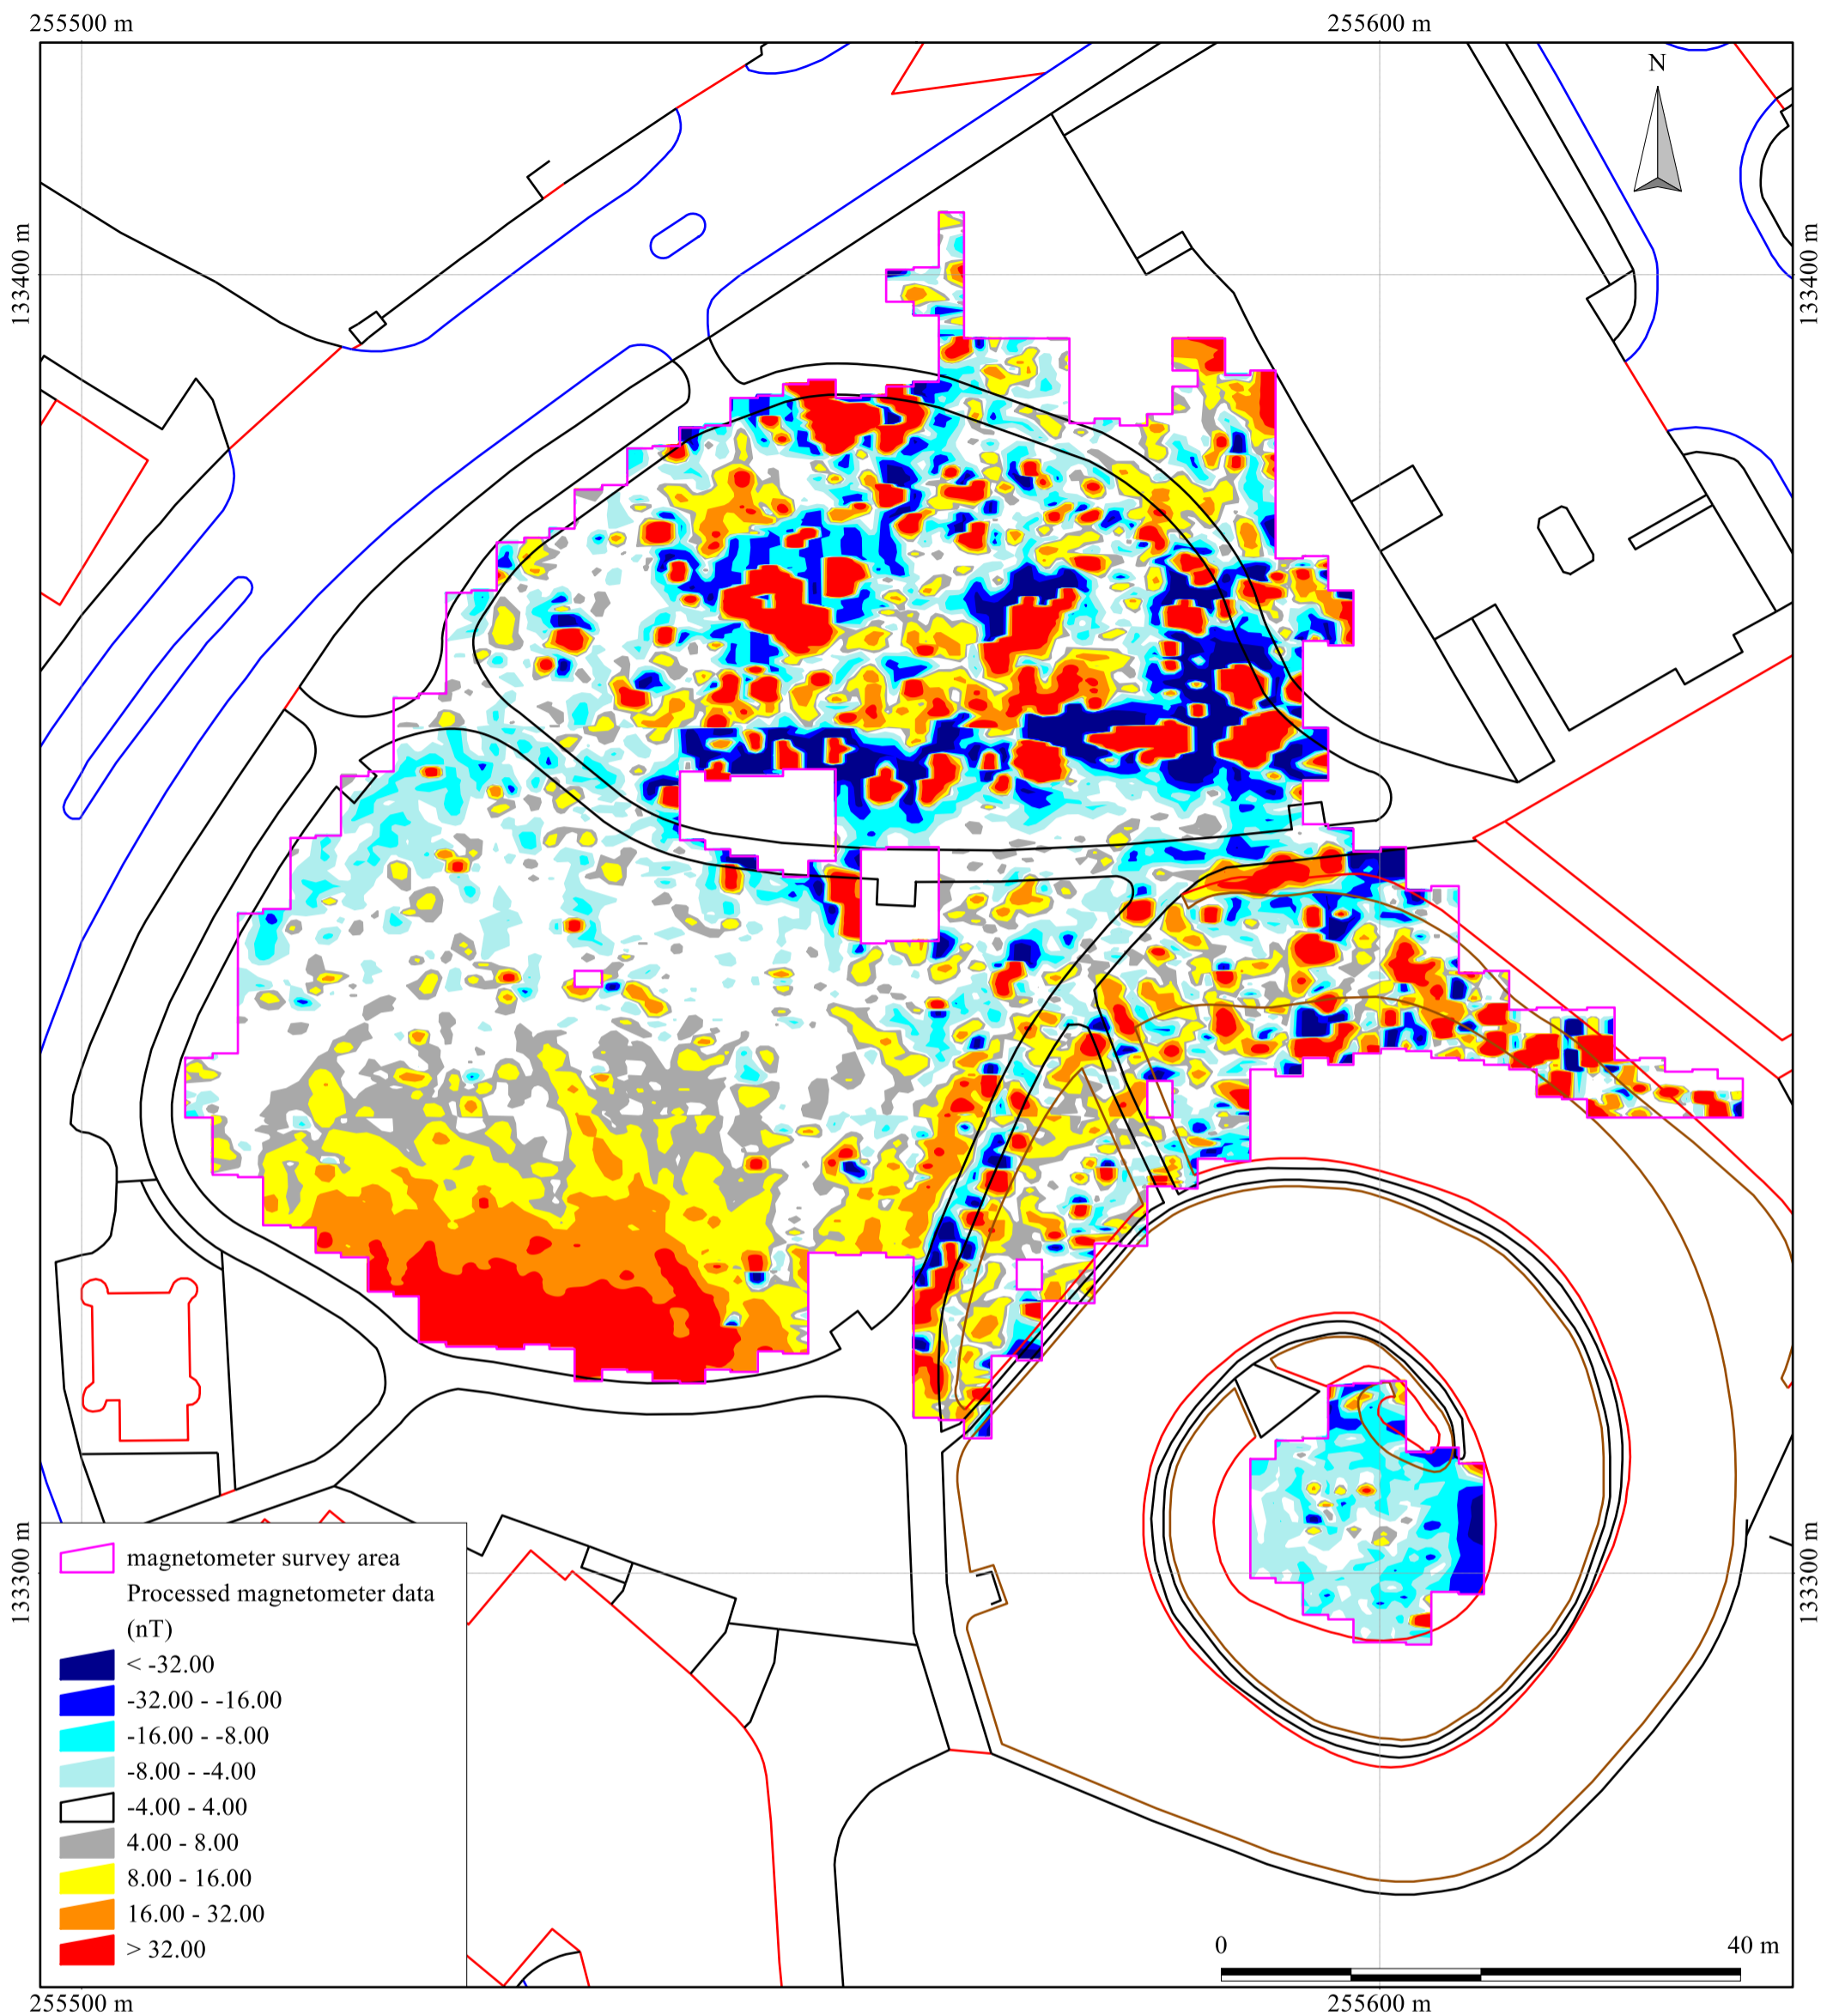 255500 m
255600 m
N
133400 m
133400 m
133300 m
133300 m
magnetometer survey area
Processed magnetometer data
(nT)
< -32.00
-32.00 - -16.00
-16.00 - -8.00
-8.00 - -4.00
-4.00 - 4.00
4.00 - 8.00
8.00 - 16.00
16.00 - 32.00
> 32.00
0
40 m
255500 m
255600 m